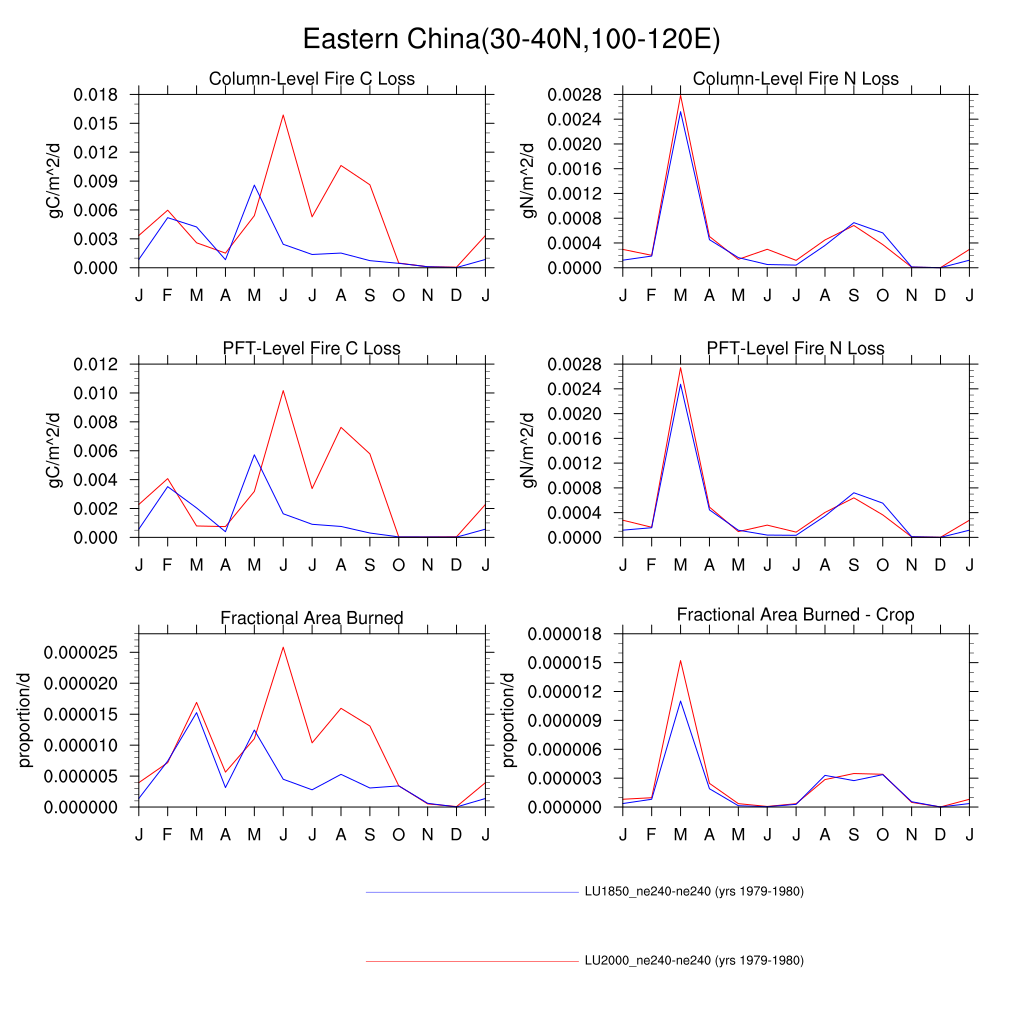 Eastern China(30-40N,100-120E)
Column-Level Fire C Loss
gC/m^2/d
0.018
0.015
0.012
0.009
0.006
0.003
0.000
J F M A M J J A S O N D J
Column-Level Fire N Loss
gN/m^2/d
0.0028
0.0024
0.0020
0.0016
0.0012
0.0008
0.0004
0.0000
J F M A M J J A S O N D J
PFT-Level Fire C Loss
gC/m^2/d
0.012
0.010
0.008
0.006
0.004
0.002
0.000
J F M A M J J A S O N D J
PFT-Level Fire N Loss
gN/m^2/d
0.0028
0.0024
0.0020
0.0016
0.0012
0.0008
0.0004
0.0000
J F M A M J J A S O N D J
Fractional Area Burned
proportion/d
0.000025
0.000020
0.000015
0.000010
0.000005
0.000000
J F M A M J J A S O N D J
Fractional Area Burned - Crop
proportion/d
0.000018
0.000015
0.000012
0.000009
0.000006
0.000003
0.000000
J F M A M J J A S O N D J
LU1850_ne240-ne240 (yrs 1979-1980)
LU2000_ne240-ne240 (yrs 1979-1980)